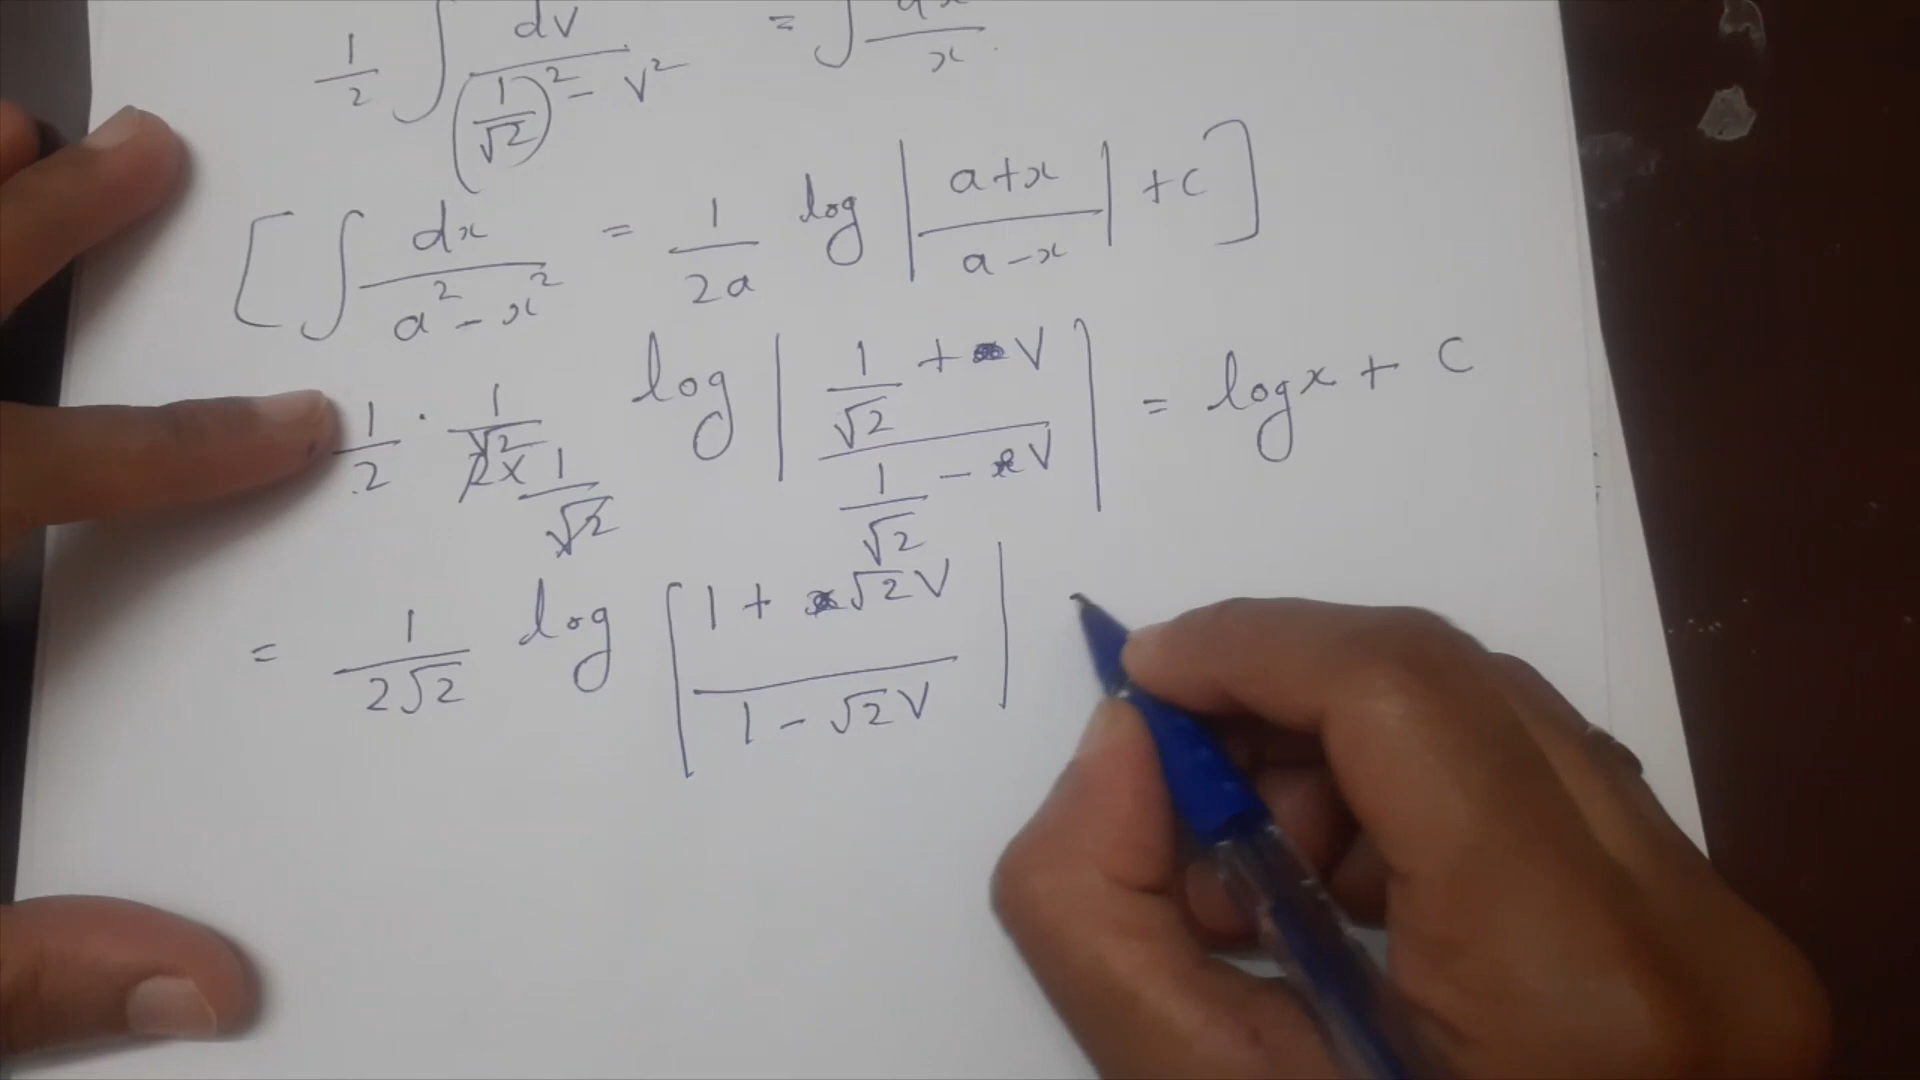 1/2 ∫ dv/((1/√2)² − v²) = ∫ dx/x
[∫ dx/(a² − x²) = 1/2a log |(a+x)/(a−x)| + C]
1/2 · 1/(2×1/√2) log |(1/√2 + v)/(1/√2 − v)| = log x + C
= 1/(2√2) log |(1 + √2v)/(1 − √2v)|